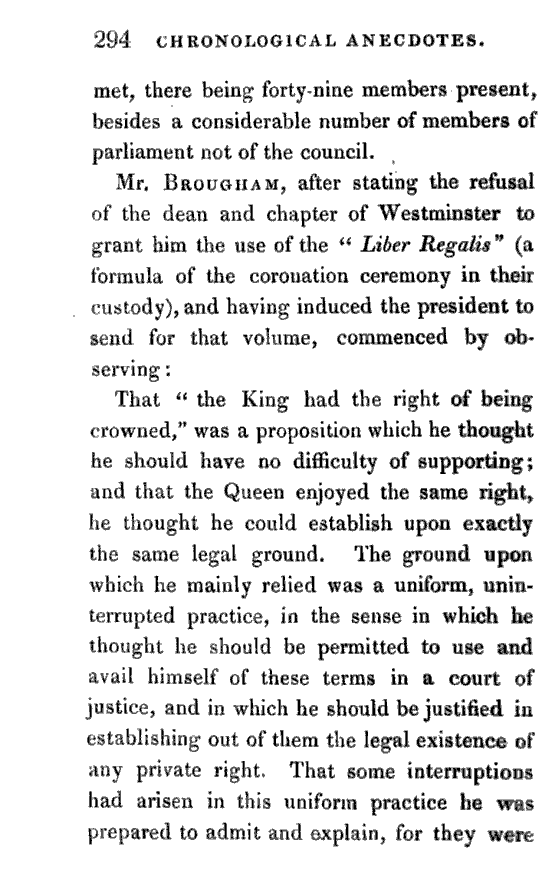 294 CHRONOLOGICAL ANECDOTES.
met, there being forty-nine members present,
besides a considerable number of members of
parliament not of the council.
Mr. BROUGHAM, after stating the refusal
of the dean and chapter of Westminster to
grant him the use of the “ Liber Regalis” (a
formula of the coronation ceremony in their
custody), and having induced the president to
send for that volume, commenced by ob-
serving :
That “ the King had the right of being
crowned,” was a proposition which he thought
he should have no difficulty of supporting;
and that the Queen enjoyed the same right,
he thought he could establish upon exactly
the same legal ground. The ground upon
which he mainly relied was a uniform, unin-
terrupted practice, in the sense in which he
thought he should be permitted to use and
avail himself of these terms in a court of
justice, and in which he should be justified in
establishing out of them the legal existence of
any private right. That some interruptions
had arisen in this uniform practice he was
prepared to admit and explain, for they were